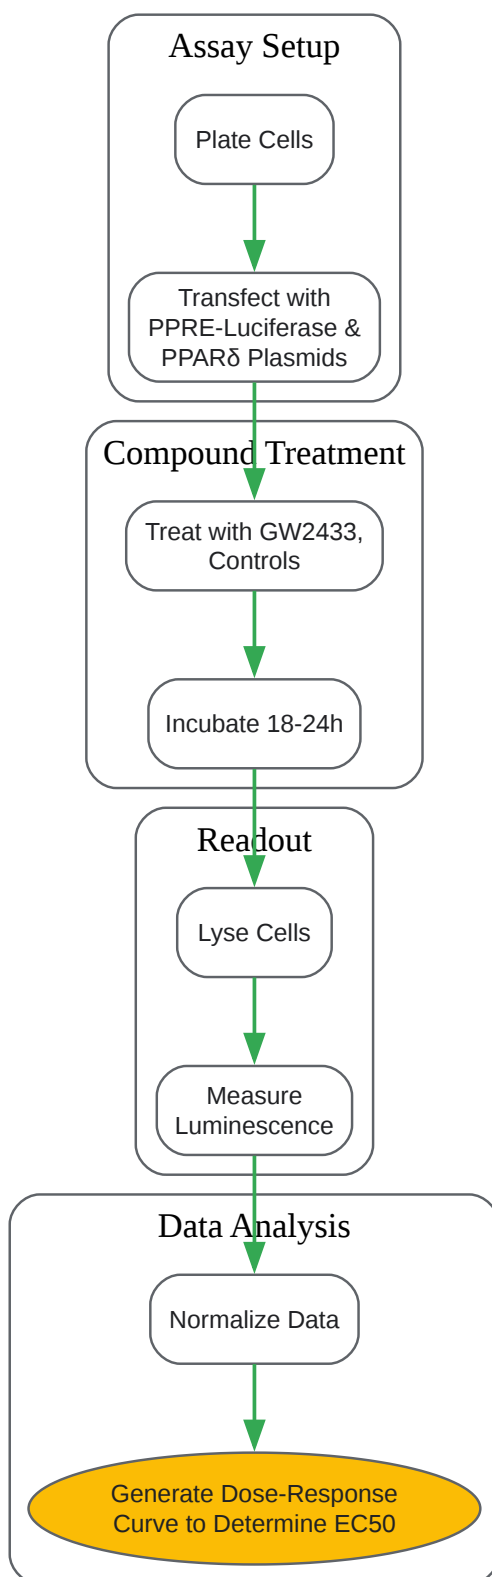 Assay Setup
Plate Cells
Transfect with
PPRE-Luciferase &
PPARδ Plasmids
Compound Treatment
Treat with GW2433,
Controls
Incubate 18-24h
Readout
Lyse Cells
Measure
Luminescence
Data Analysis
Normalize Data
Generate Dose-Response
Curve to Determine EC50